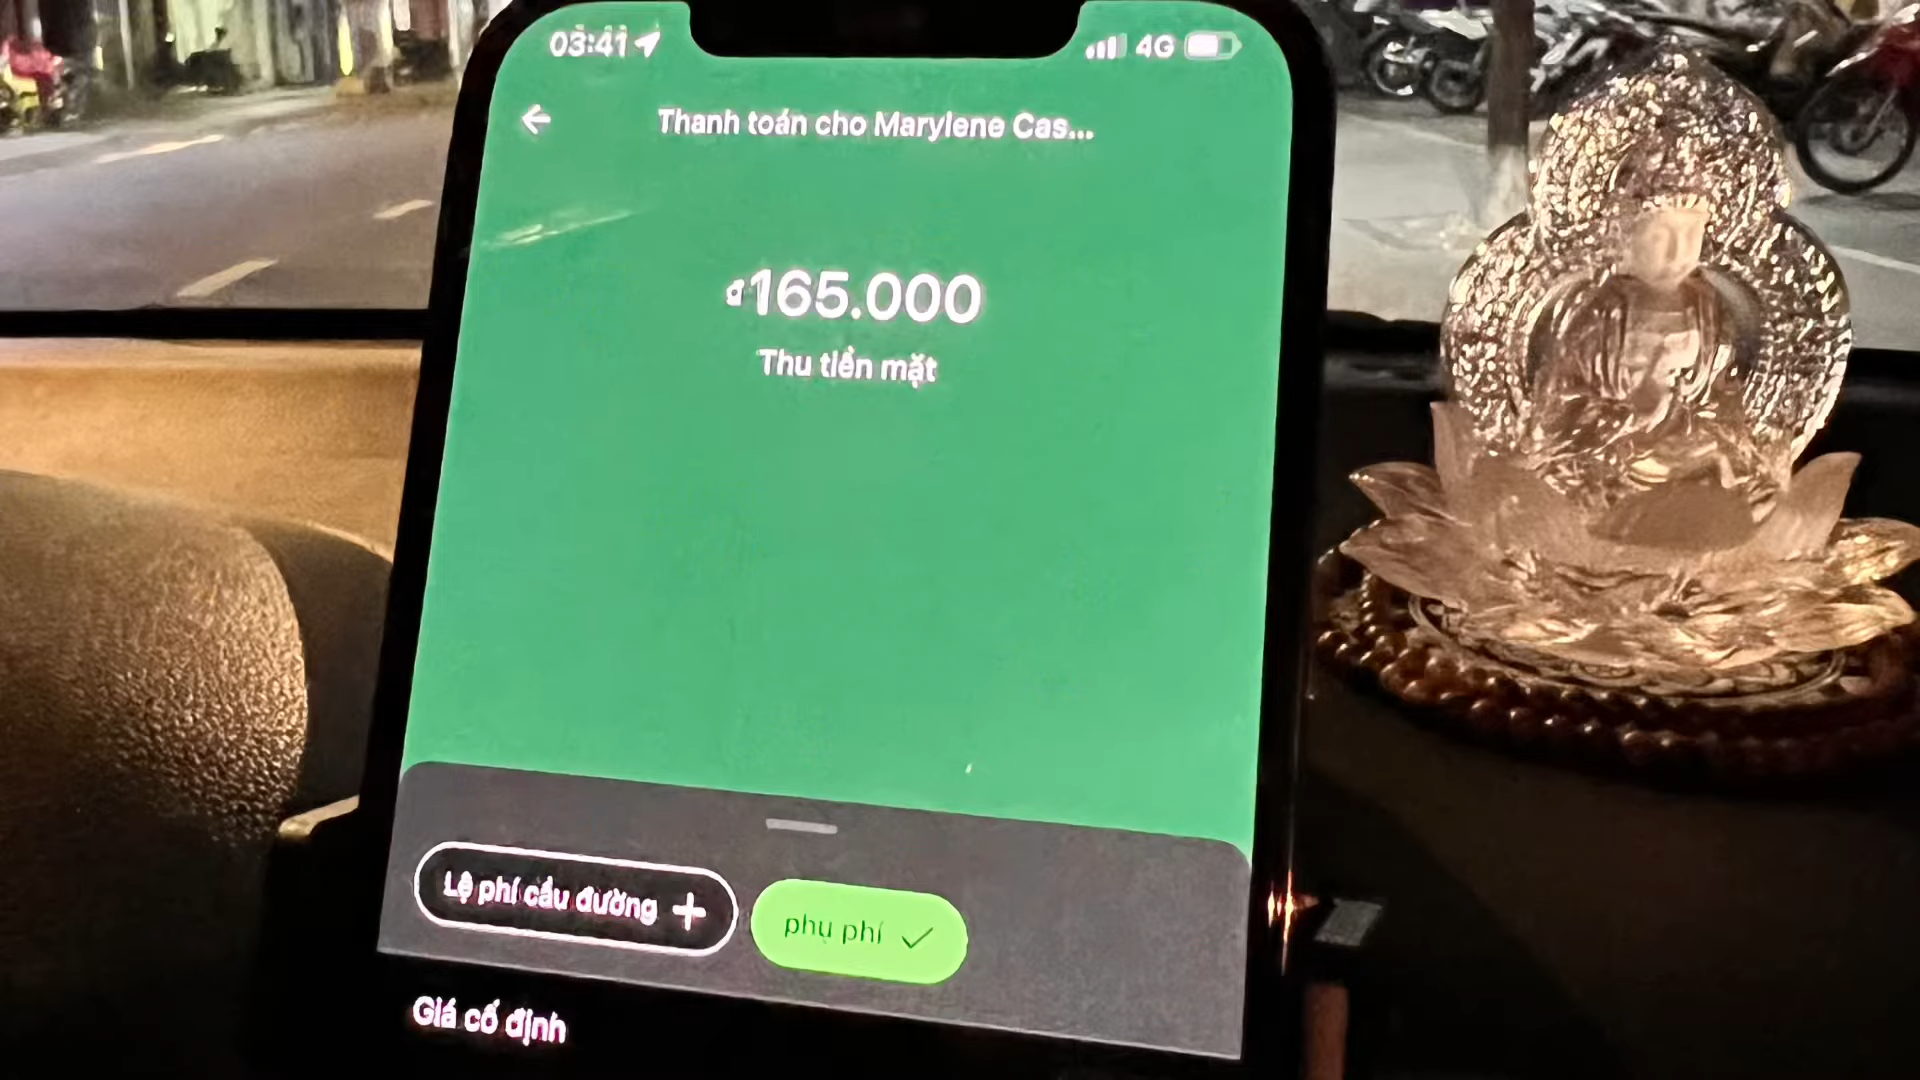 03:41
4G
Thanh toán cho Marylene Cas...
₫165.000
Thu tiền mặt
Lệ phí cầu đường +
phụ phí
Giá cố định